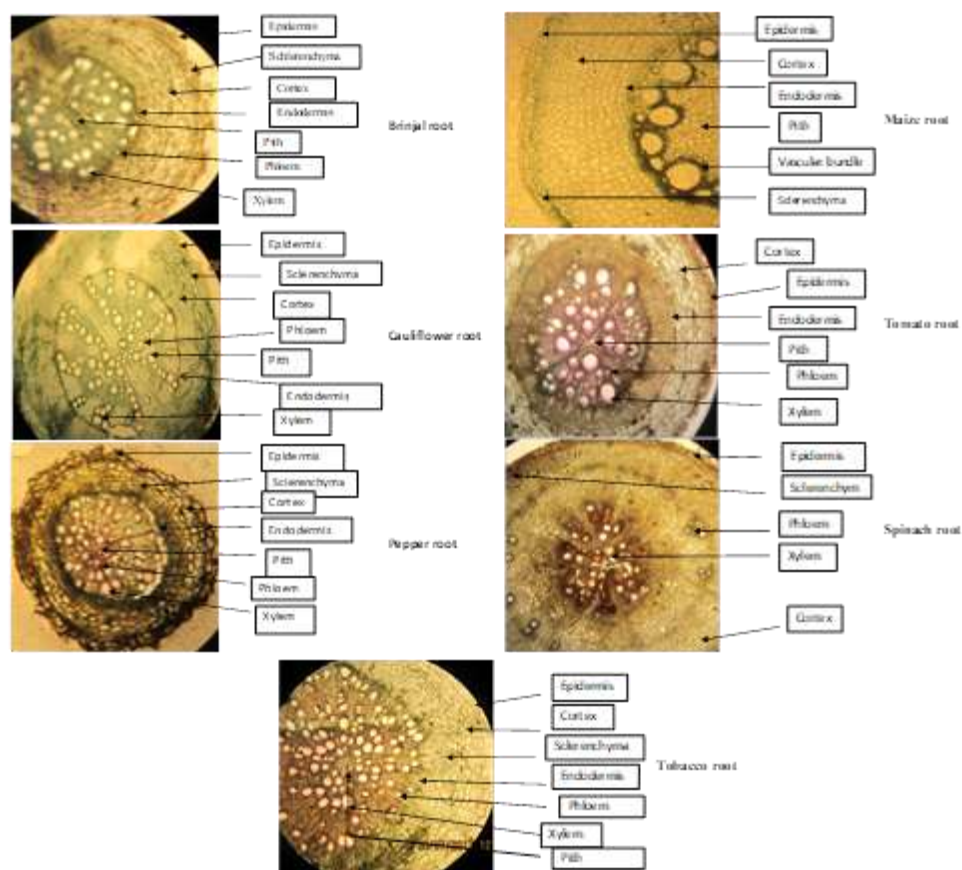 Epidermis
Sclerenchyma
Cortex
Endodermis
Brinjal root
Pith
Phloem
Xylem
Epidermis
Cortex
Endodermis
Maize root
Pith
Vascular bundle
Sclerenchyma
Epidermis
Sclerenchyma
Cortex
Phloem
Cauliflower root
Pith
Endodermis
Xylem
Cortex
Epidermis
Endodermis
Tomato root
Pith
Phloem
Xylem
Epidermis
Sclerenchyma
Cortex
Endodermis
Pepper root
Pith
Phloem
Xylem
Epidermis
Sclerenchym
Phloem
Spinach root
Xylem
Cortex
Epidermis
Cortex
Sclerenchyma
Tobacco root
Endodermis
Phloem
Xylem
Pith